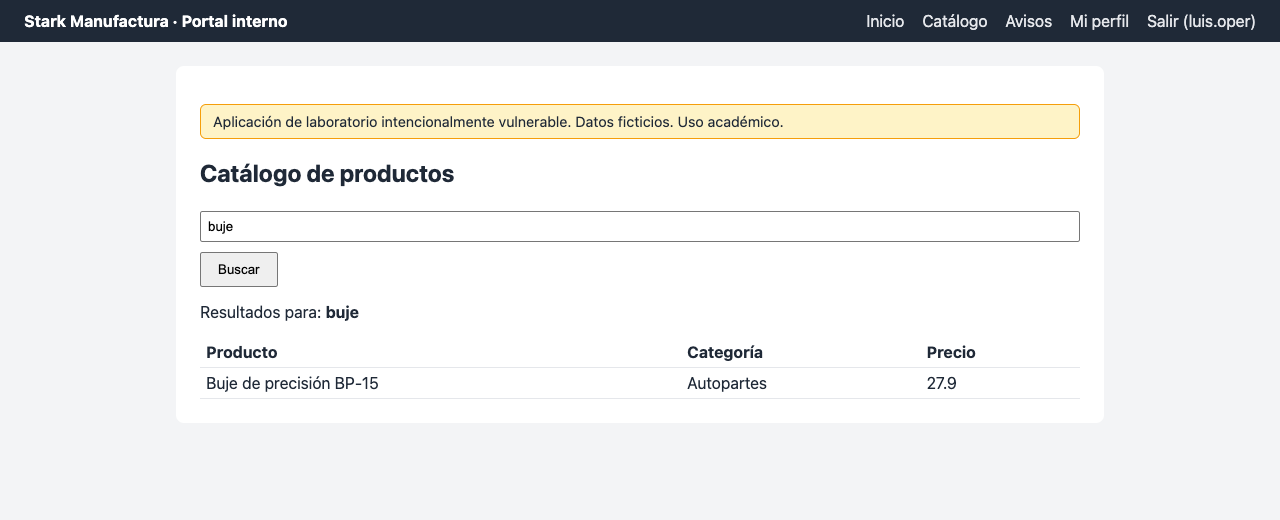 Stark Manufactura · Portal interno
Inicio Catálogo Avisos Mi perfil Salir (luis.oper)
Aplicación de laboratorio intencionalmente vulnerable. Datos ficticios. Uso académico.
Catálogo de productos
buje
Buscar
Resultados para: buje
Producto Categoría Precio
Buje de precisión BP-15 Autopartes 27.9